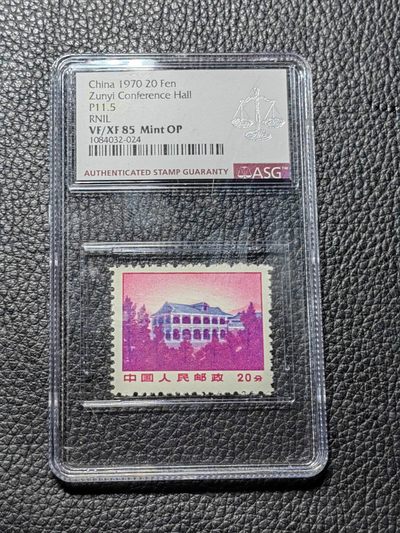 China 1970 20 Fen
Zunyi Conference Hall
P11.5
RNIL
VF/XF 85 Mint OP
1084032-024
AUTHENTICATED STAMP GUARANTY ASG™
中国人民邮政 20分